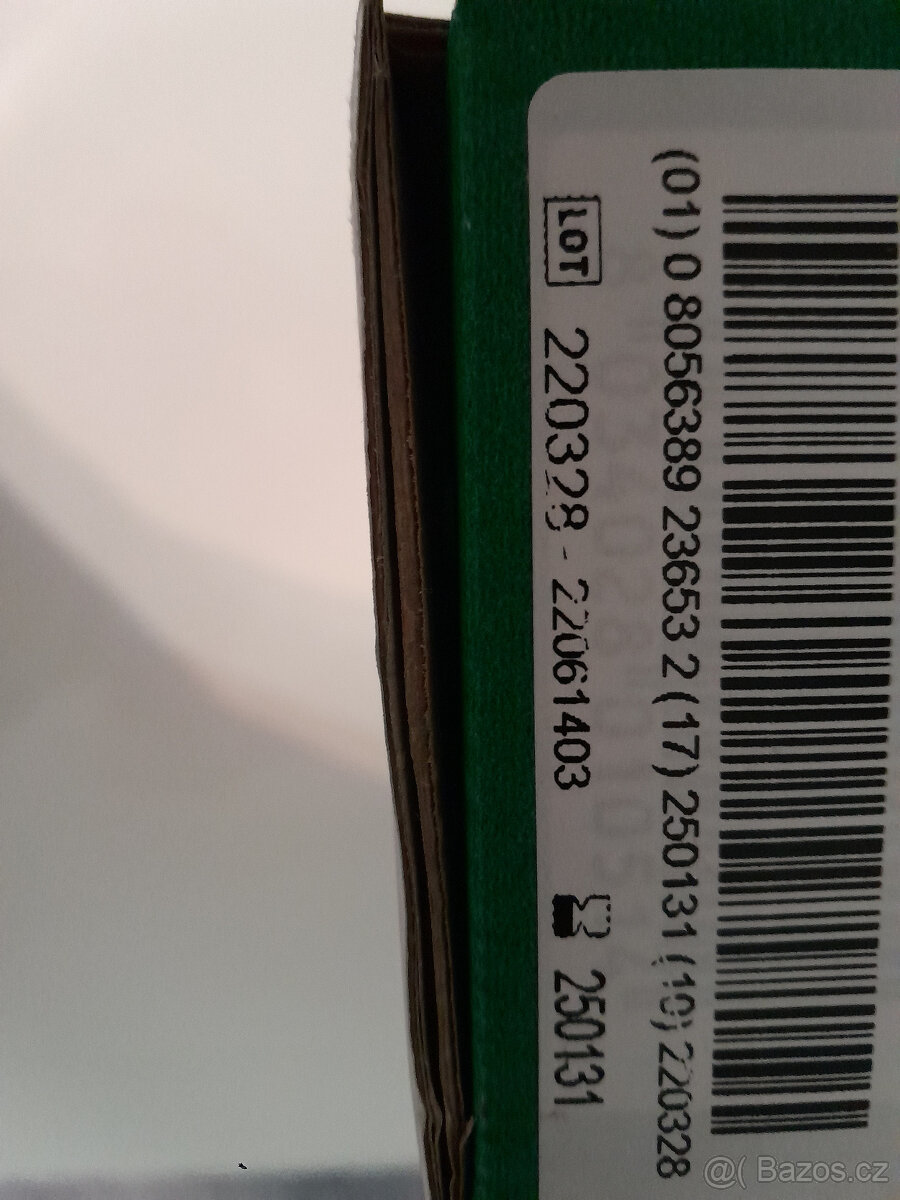 (01) 0 8056389 23653 2 (17) 250131 (10) 220328
LOT 220328 - 22061403 250131
@( Bazos.cz